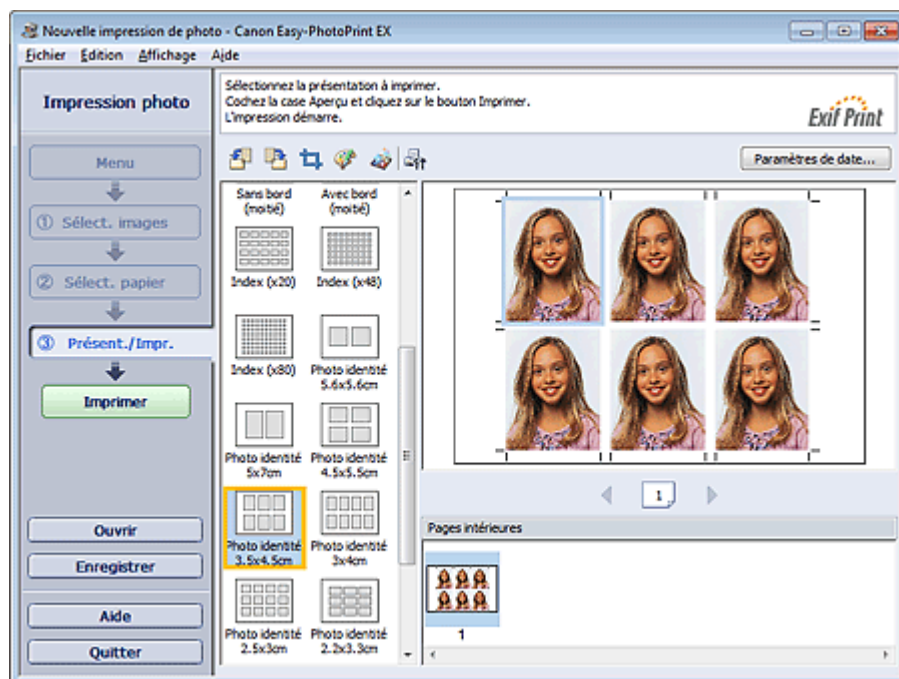 Nouvelle impression de photo - Canon Easy-PhotoPrint EX
Fichier Édition Affichage Aide
Impression photo
Sélectionnez la présentation à imprimer.
Cochez la case Aperçu et cliquez sur le bouton Imprimer.
L'impression démarre.
Exif Print
Menu
① Sélect. images
② Sélect. papier
③ Présent./Impr.
Imprimer
Ouvrir
Enregistrer
Aide
Quitter
Paramètres de date...
Sans bord
(moitié)
Avec bord
(moitié)
Index (x20)
Index (x48)
Index (x80)
Photo identité
5.6x5.6cm
Photo identité
5x7cm
Photo identité
4.5x5.5cm
Photo identité
3.5x4.5cm
Photo identité
3x4cm
Photo identité
2.5x3cm
Photo identité
2.2x3.3cm
1
Pages intérieures
1